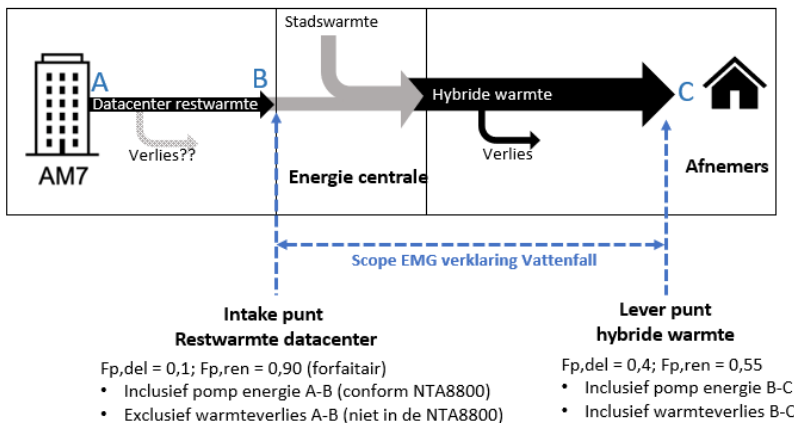 Stadswarmte
A
B
Datacenter restwarmte
Hybride warmte
C
Verlies??
Verlies
AM7
Energie centrale
Afnemers
Scope EMG verklaring Vattenfall
Intake punt
Restwarmte datacenter
Fp,del = 0,1; Fp,ren = 0,90 (forfaitair)
• Inclusief pomp energie A-B (conform NTA8800)
• Exclusief warmteverlies A-B (niet in de NTA8800)
Lever punt
hybride warmte
Fp,del = 0,4; Fp,ren = 0,55
• Inclusief pomp energie B-C
• Inclusief warmteverlies B-C